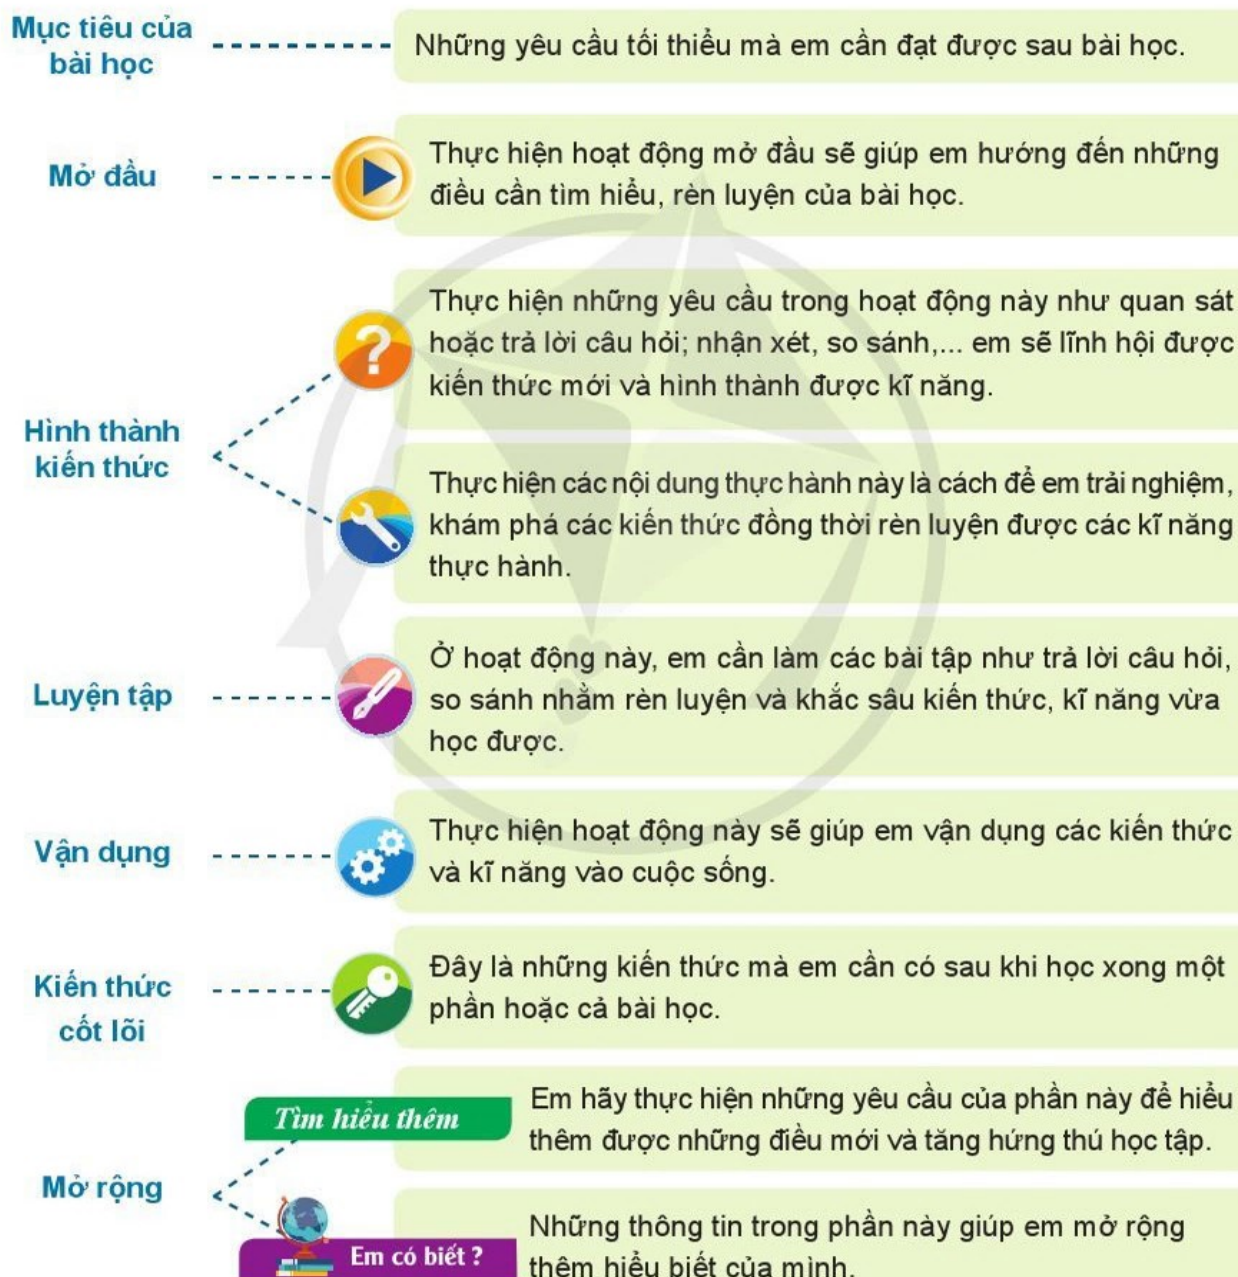 Mục tiêu của
bài học
Những yêu cầu tối thiểu mà em cần đạt được sau bài học.
Mở đầu
Thực hiện hoạt động mở đầu sẽ giúp em hướng đến những
điều cần tìm hiểu, rèn luyện của bài học.
Hình thành
kiến thức
Thực hiện những yêu cầu trong hoạt động này như quan sát
hoặc trả lời câu hỏi; nhận xét, so sánh,... em sẽ lĩnh hội được
kiến thức mới và hình thành được kĩ năng.
Thực hiện các nội dung thực hành này là cách để em trải nghiệm,
khám phá các kiến thức đồng thời rèn luyện được các kĩ năng
thực hành.
Luyện tập
Ở hoạt động này, em cần làm các bài tập như trả lời câu hỏi,
so sánh nhằm rèn luyện và khắc sâu kiến thức, kĩ năng vừa
học được.
Vận dụng
Thực hiện hoạt động này sẽ giúp em vận dụng các kiến thức
và kĩ năng vào cuộc sống.
Kiến thức
cốt lõi
Đây là những kiến thức mà em cần có sau khi học xong một
phần hoặc cả bài học.
Mở rộng
Tìm hiểu thêm
Em hãy thực hiện những yêu cầu của phần này để hiểu
thêm được những điều mới và tăng hứng thú học tập.
Em có biết ?
Những thông tin trong phần này giúp em mở rộng
thêm hiểu biết của mình.